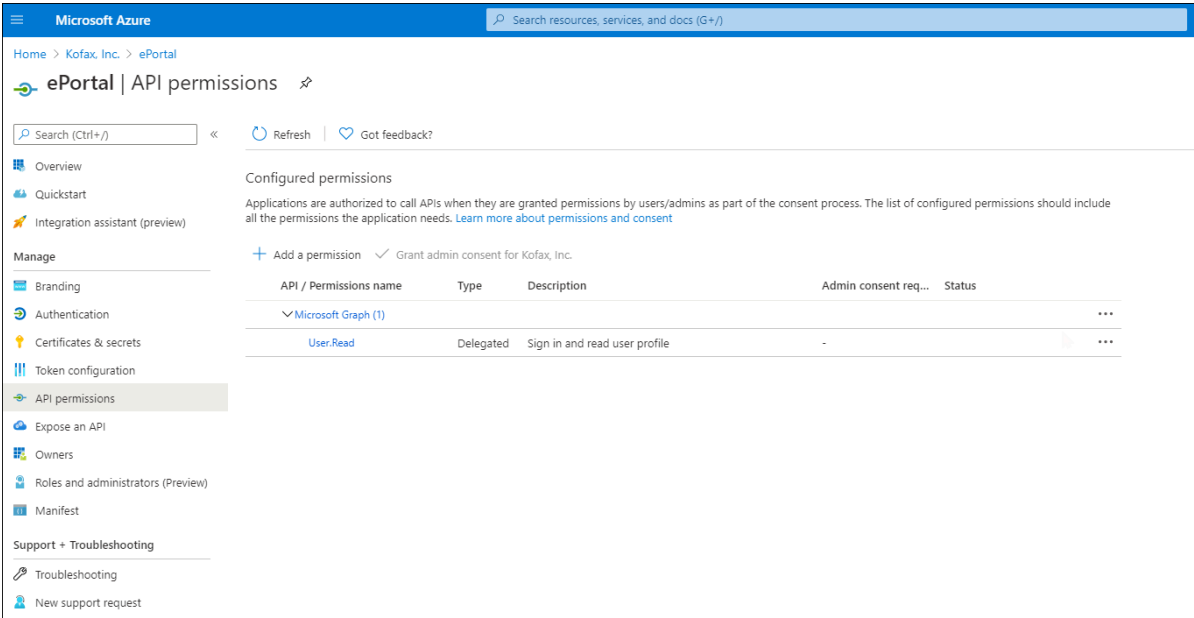 Microsoft Azure
Search resources, services, and docs (G+/)
Home > Kofax, Inc. > ePortal
ePortal | API permissions
Search (Ctrl+/)
«
Refresh
Got feedback?
Overview
Quickstart
Integration assistant (preview)
Manage
Branding
Authentication
Certificates & secrets
Token configuration
API permissions
Expose an API
Owners
Roles and administrators (Preview)
Manifest
Support + Troubleshooting
Troubleshooting
New support request
Configured permissions
Applications are authorized to call APIs when they are granted permissions by users/admins as part of the consent process. The list of configured permissions should include
all the permissions the application needs. Learn more about permissions and consent
+ Add a permission Grant admin consent for Kofax, Inc.
API / Permissions name Type Description Admin consent req... Status
Microsoft Graph (1) ...
User.Read Delegated Sign in and read user profile - ...